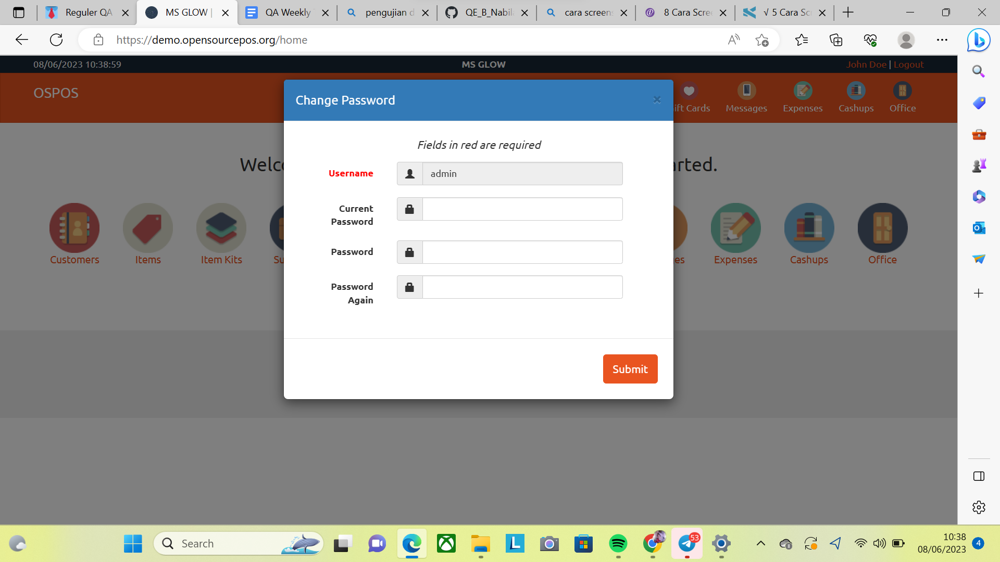 Reguler QA
MS GLOW |
QA Weekly
pengujian d
QE_B_Nabil
cara screens
8 Cara Scre
√ 5 Cara Sc
https://demo.opensourcepos.org/home
08/06/2023 10:38:59
MS GLOW
John Doe | Logout
OSPOS
Change Password
ift Cards
Messages
Expenses
Cashups
Office
Fields in red are required
Welc
arted.
Username
admin
Current
Password
Password
Password
Again
Customers
Items
Item Kits
Su
es
Expenses
Cashups
Office
Submit
Search
53
10:38
08/06/2023
4